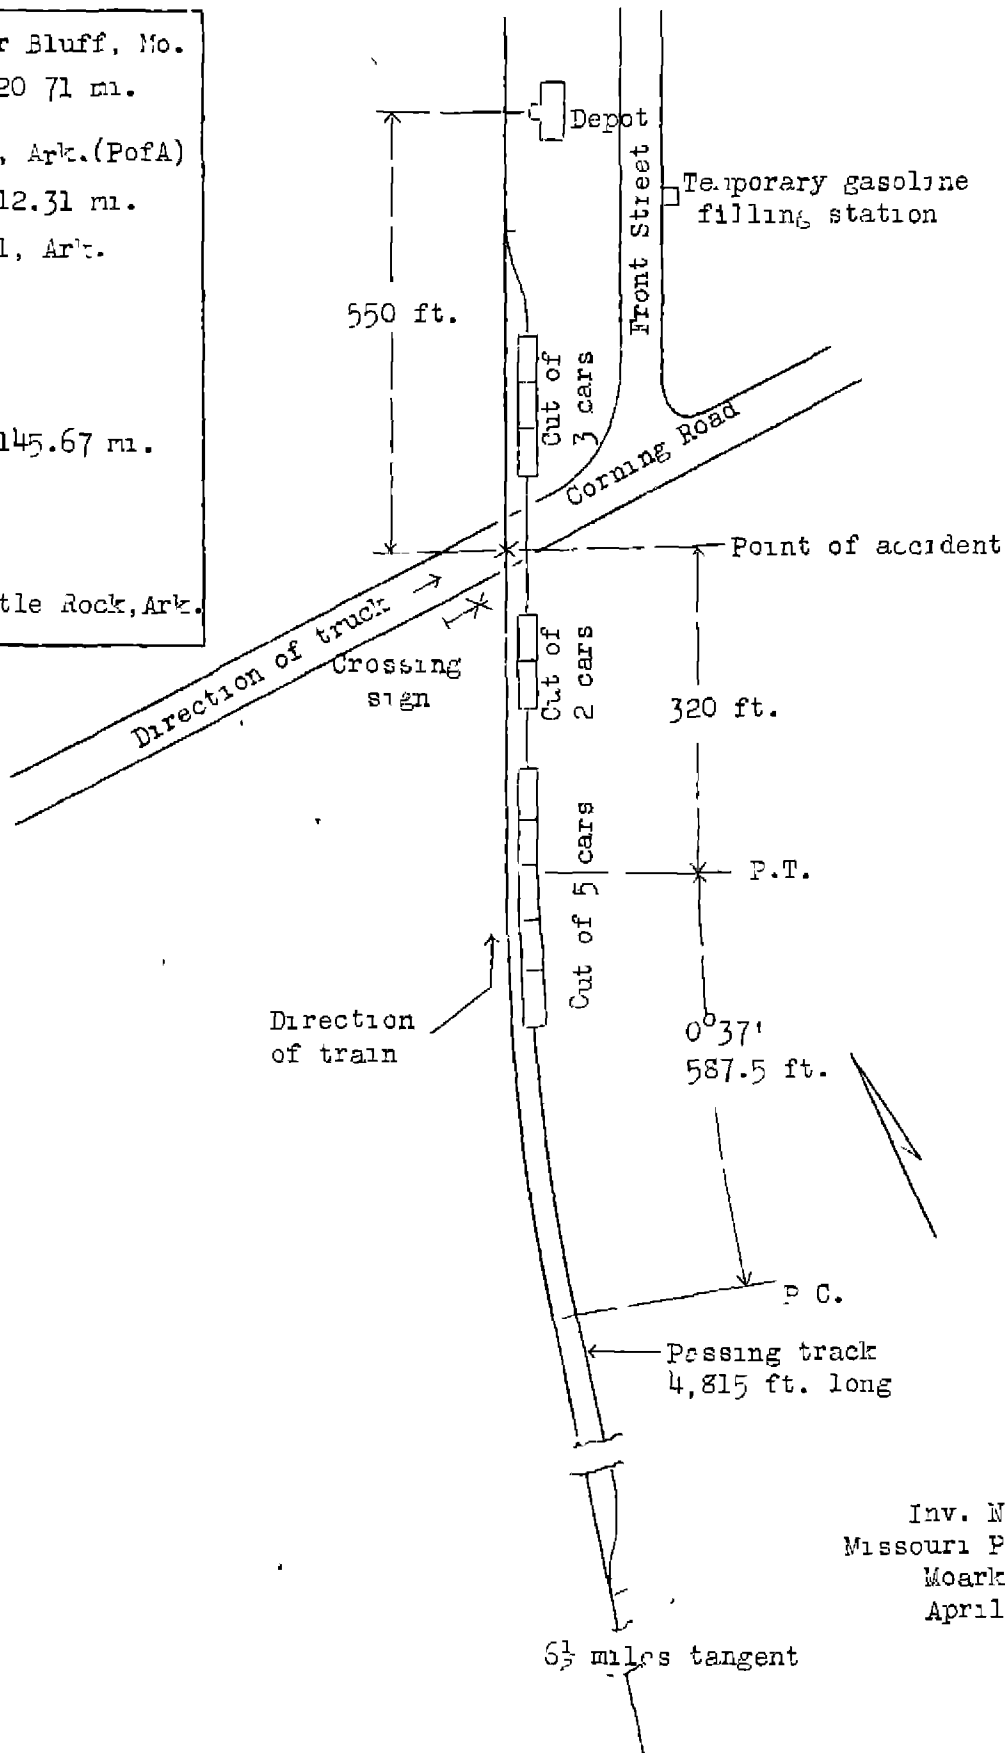 r Bluff, Mo.
20 71 mi.
, Ark.(PofA)
12.31 mi.
l, Ark.
145.67 mi.
tle Rock,Ark.
Depot
Front Street
Temporary gasoline
filling station
550 ft.
Cut of
3 cars
Corning Road
Point of accident
Direction of truck
Crossing
sign
Cut of
2 cars
320 ft.
Cut of 5 cars
P.T.
Direction
of train
0°37'
587.5 ft.
P C.
Passing track
4,815 ft. long
Inv. N
Missouri P
Moark
April
miles tangent